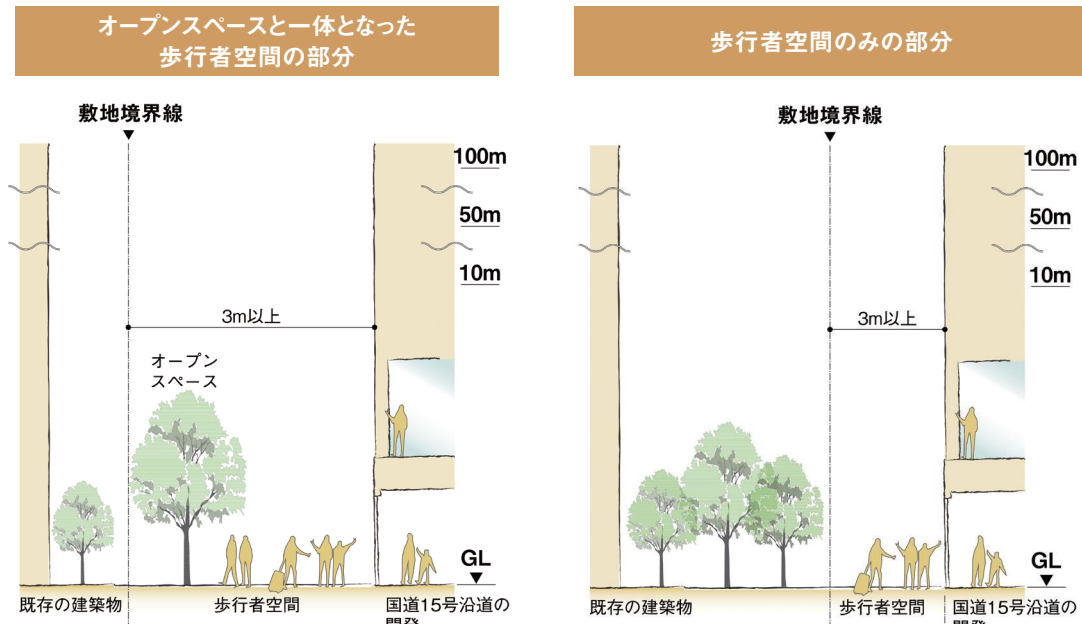 オープンスペースと一体となった
歩行者空間の部分
敷地境界線
100m
50m
10m
3m以上
オープン
スペース
GL
既存の建築物
歩行者空間
国道15号沿道の
開発
歩行者空間のみの部分
敷地境界線
100m
50m
10m
3m以上
GL
既存の建築物
歩行者空間
国道15号沿道の
開発